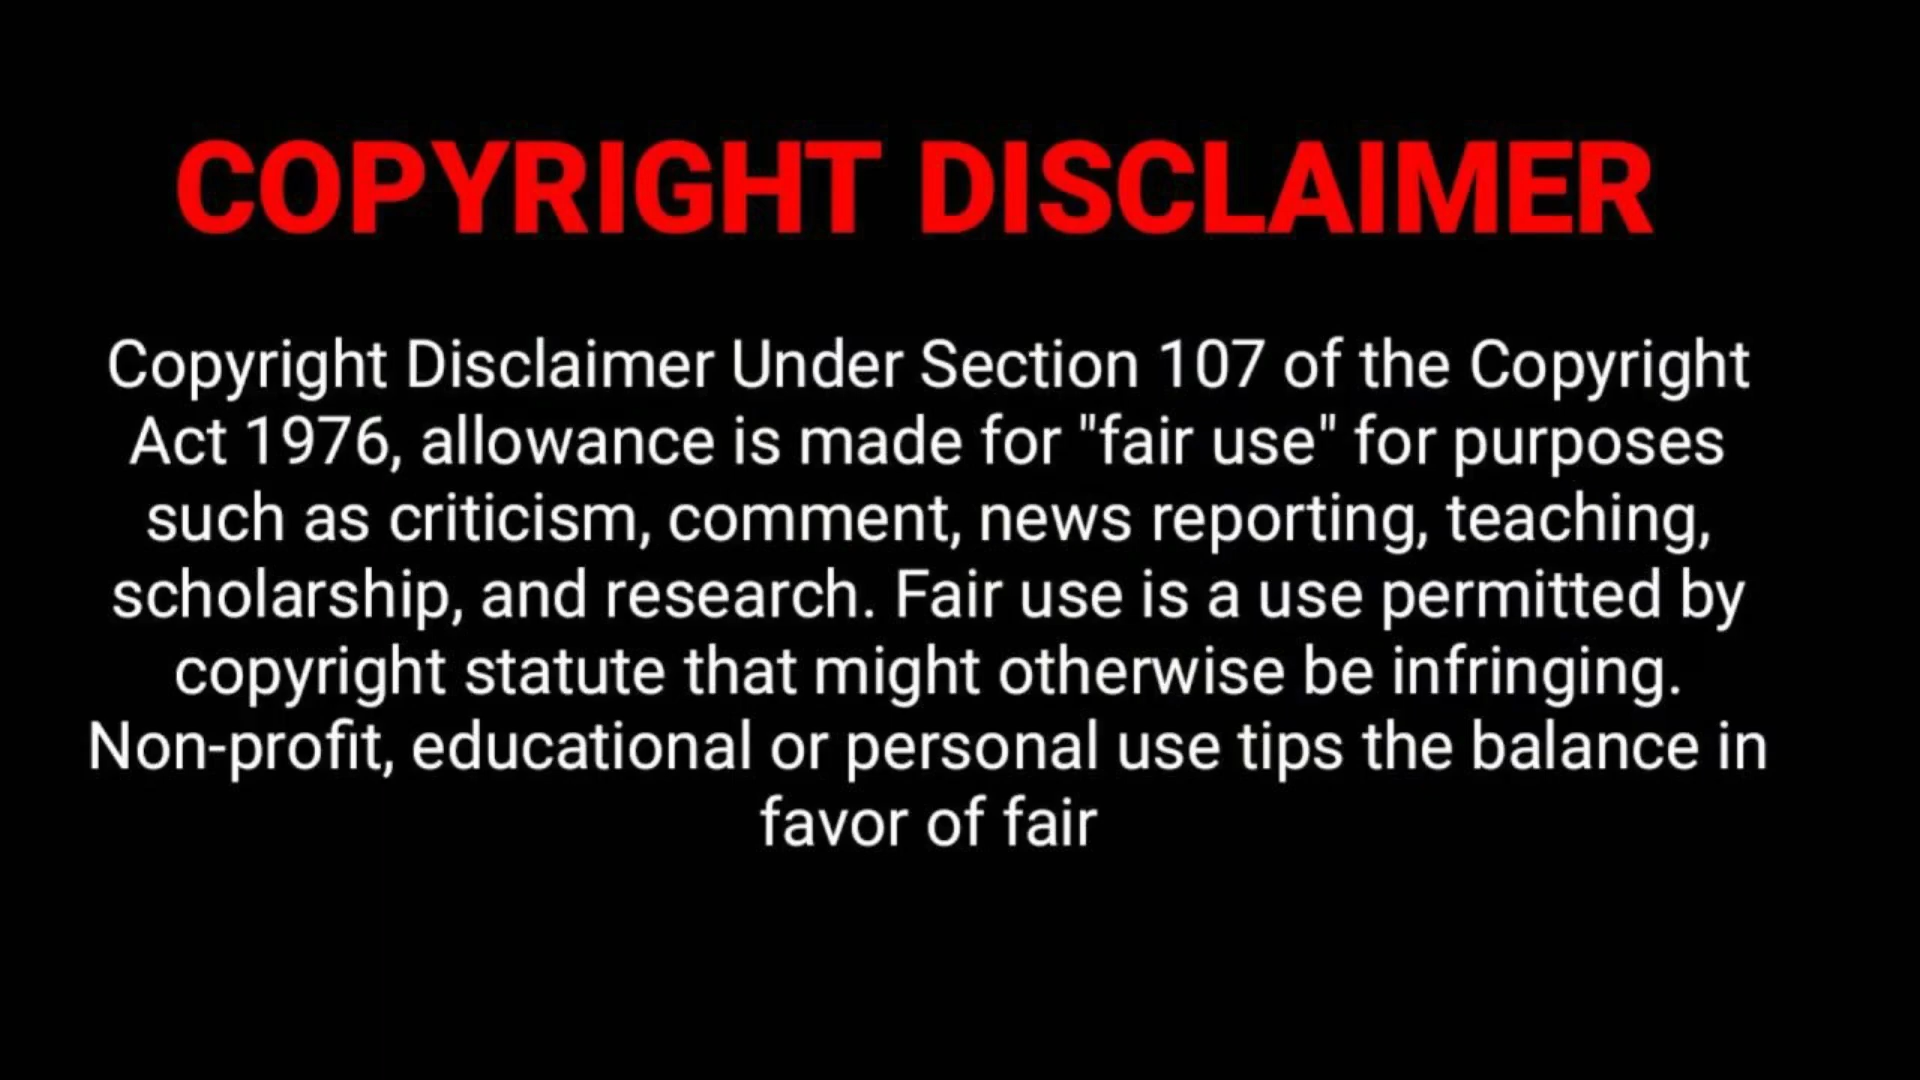 COPYRIGHT DISCLAIMER
Copyright Disclaimer Under Section 107 of the Copyright
Act 1976, allowance is made for "fair use" for purposes
such as criticism, comment, news reporting, teaching,
scholarship, and research. Fair use is a use permitted by
copyright statute that might otherwise be infringing.
Non-profit, educational or personal use tips the balance in
favor of fair